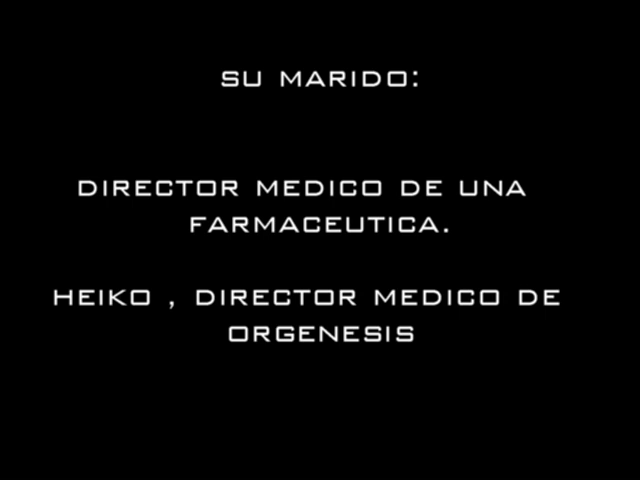 SU MARIDO:
DIRECTOR MEDICO DE UNA
FARMACEUTICA.
HEIKO , DIRECTOR MEDICO DE
ORGENESIS